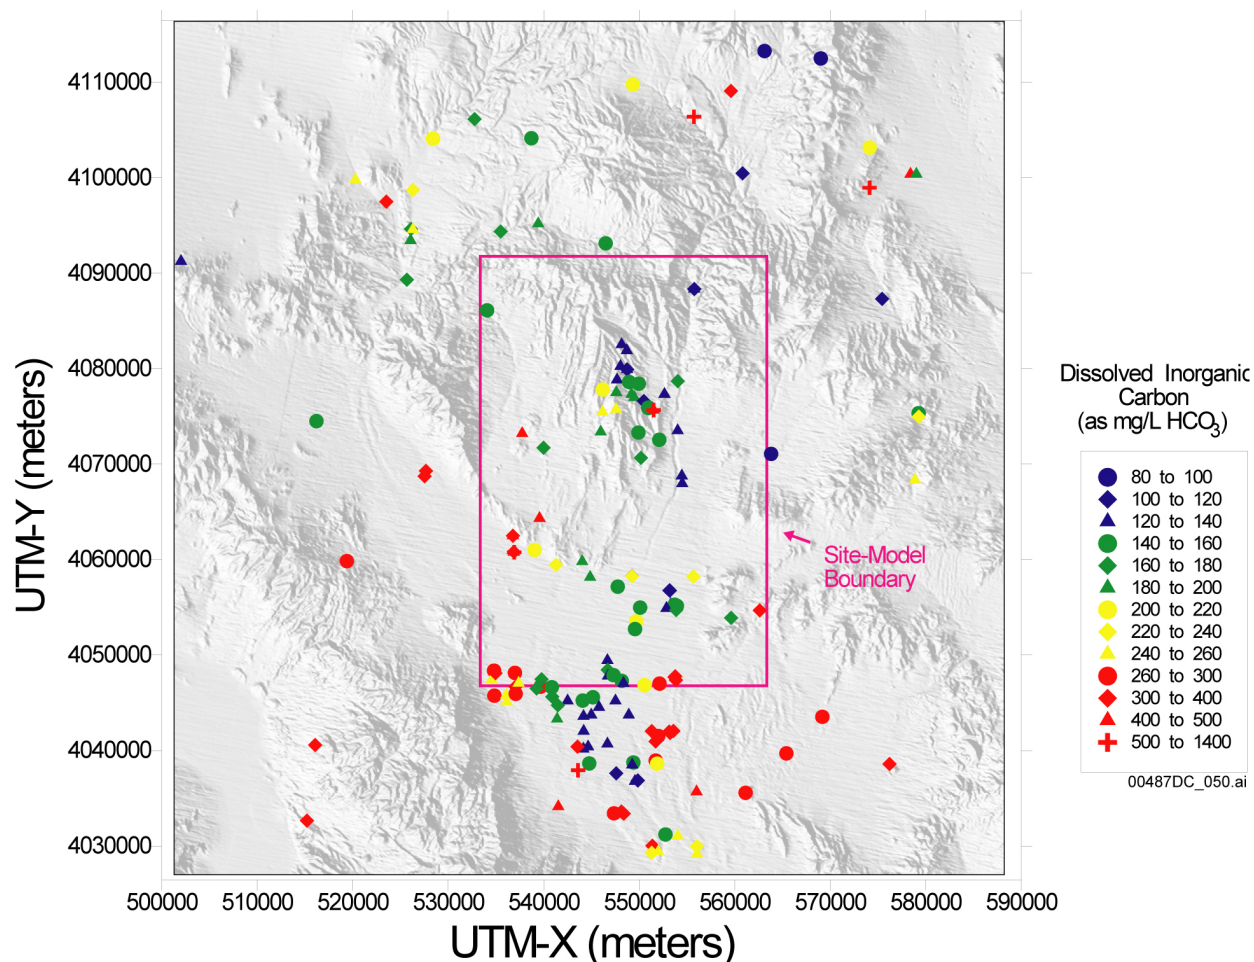 4110000
4100000
4090000
4080000
4070000
4060000
4050000
4040000
4030000
UTM-Y (meters)
500000 510000 520000 530000 540000 550000 560000 570000 580000 590000
UTM-X (meters)
Site-Model
Boundary
Dissolved Inorganic
Carbon
(as mg/L HCO3)
80 to 100
100 to 120
120 to 140
140 to 160
160 to 180
180 to 200
200 to 220
220 to 240
240 to 260
260 to 300
300 to 400
400 to 500
500 to 1400
00487DC_050.ai